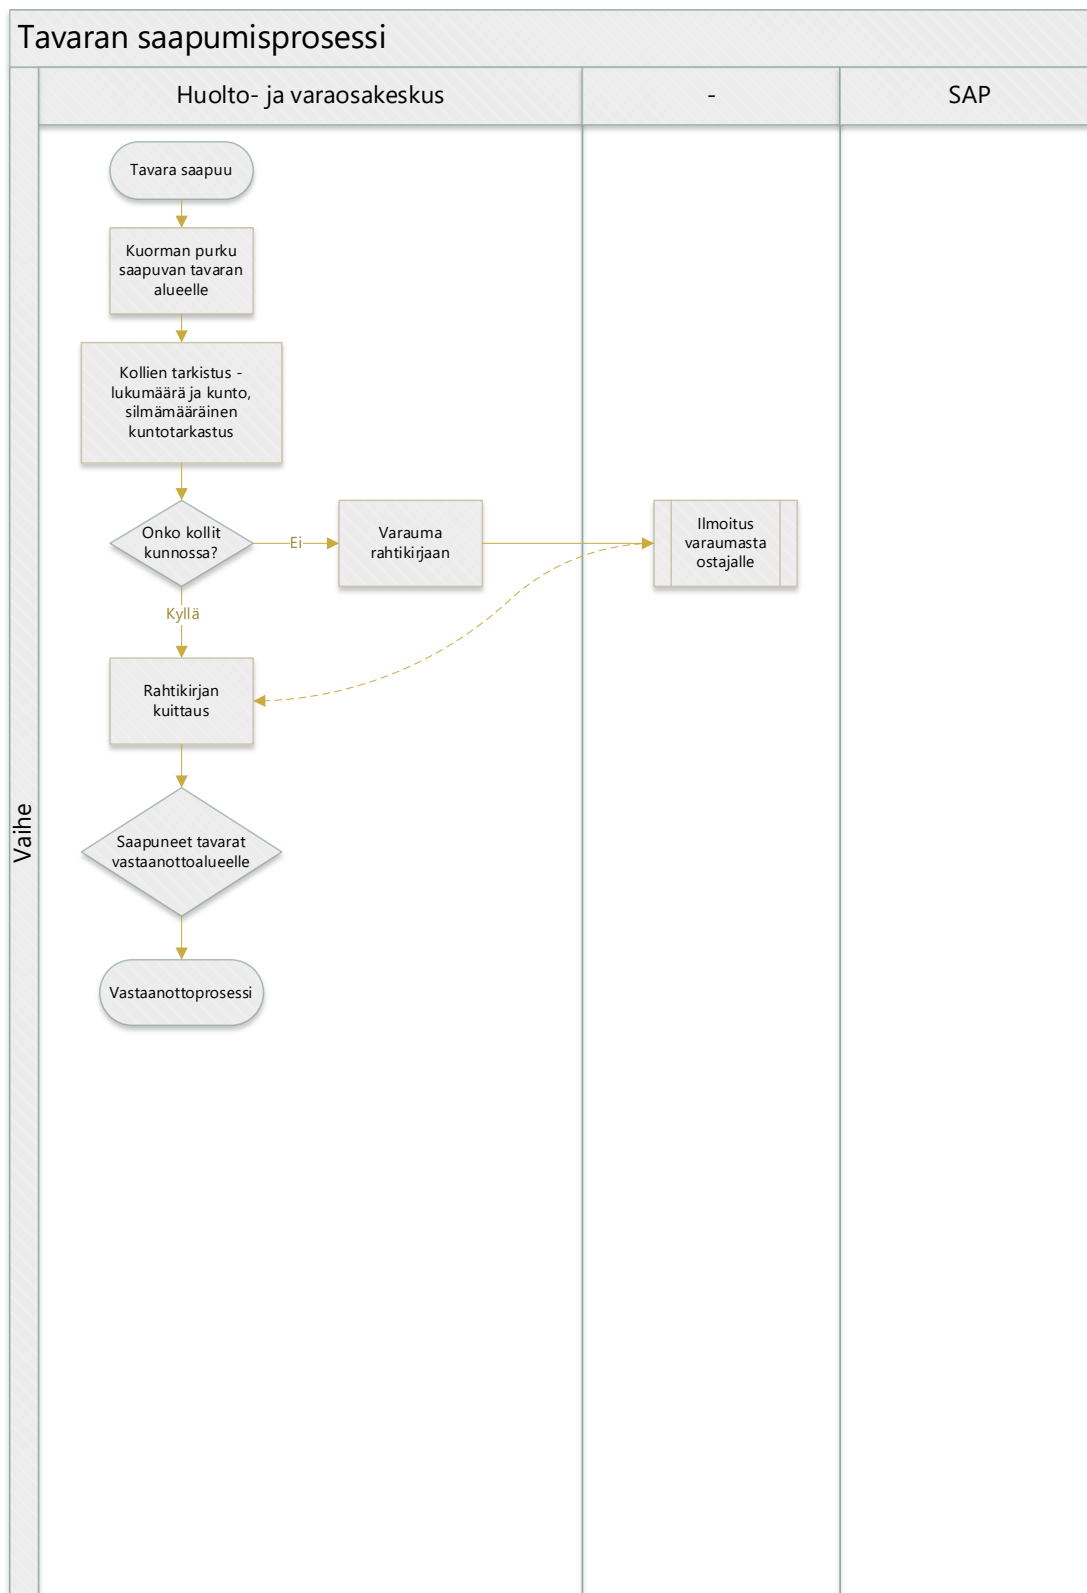 Tavaran saapumisprosessi
Huolto- ja varaosakeskus
-
SAP
Vaihe
Tavara saapuu
Kuorman purku
saapuvan tavaran
alueelle
Kollien tarkistus -
lukumäärä ja kunto,
silmämääräinen
kuntotarkastus
Onko kollit
kunnossa?
Ei
Varauma
rahtikirjaan
Ilmoitus
varaumasta
ostajalle
Kyllä
Rahtikirjan
kuittaus
Saapuneet tavarat
vastaanottoalueelle
Vastaanottoprosessi